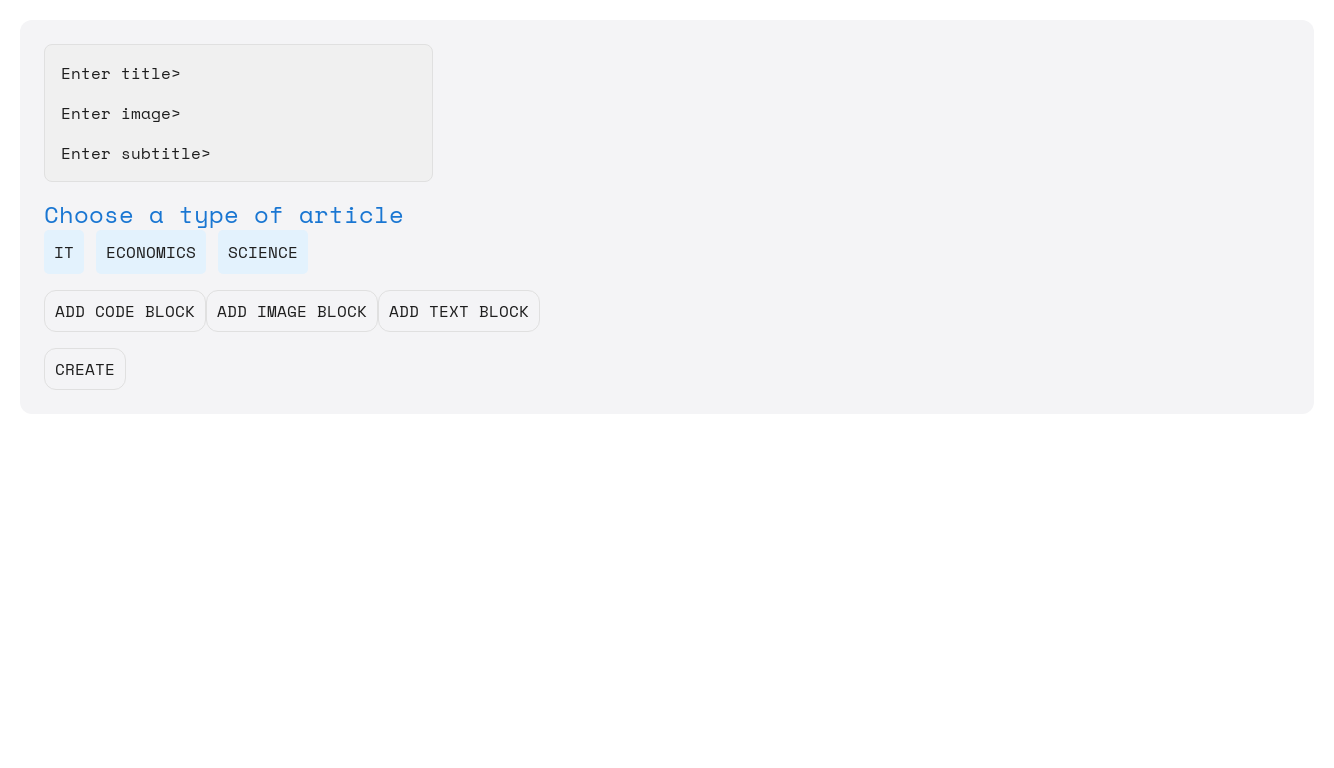 Enter title>
Enter image>
Enter subtitle>
Choose a type of article
IT ECONOMICS SCIENCE
ADD CODE BLOCK ADD IMAGE BLOCK ADD TEXT BLOCK
CREATE